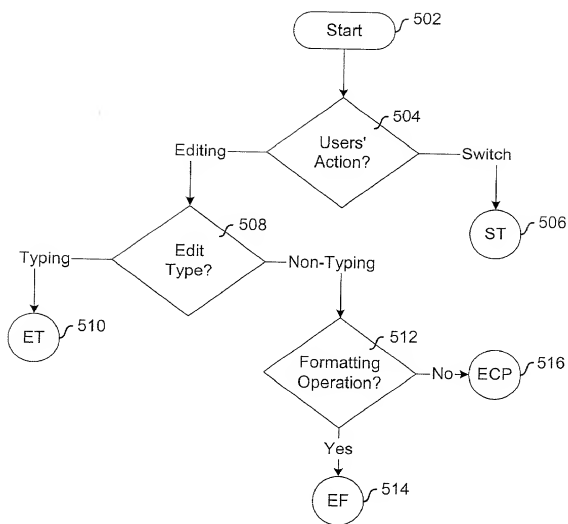 Start
502
504
Users'
Action?
Editing
Switch
508
ST
506
Edit
Type?
Typing
Non-Typing
ET
510
512
Formatting
Operation?
No
ECP
516
Yes
EF
514